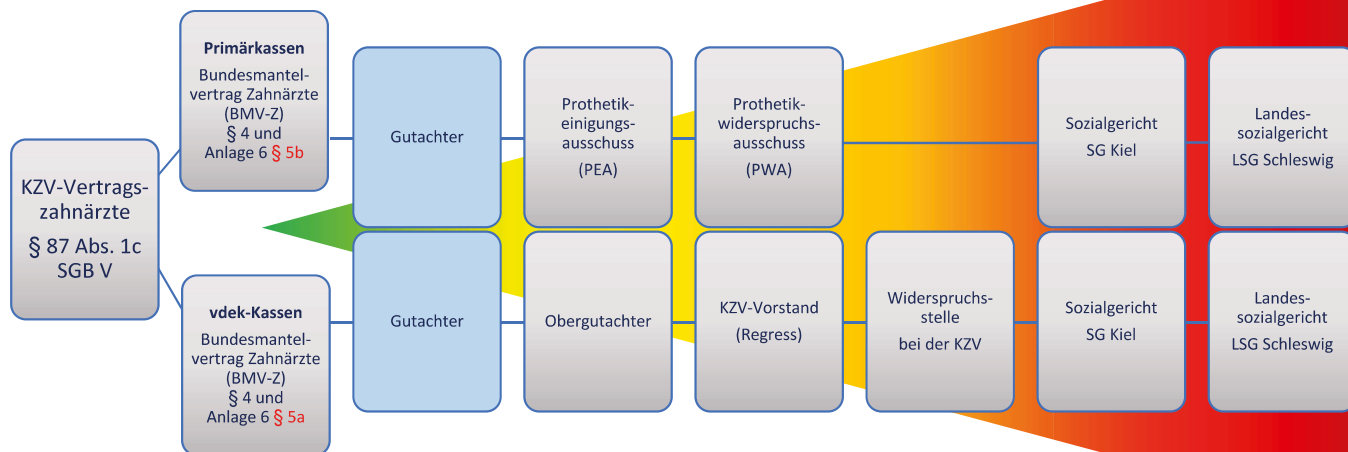 KZV-Vertrags-
zahnärzte
§ 87 Abs. 1c
SGB V
Primärkassen
Bundesmantel-
vertrag Zahnärzte
(BMV-Z)
§ 4 und
Anlage 6 § 5b
Gutachter
Prothetik-
einigungs-
ausschuss
(PEA)
Prothetik-
widerspruchs-
ausschuss
(PWA)
Sozialgericht
SG Kiel
Landes-
sozialgericht
LSG Schleswig
vdek-Kassen
Bundesmantel-
vertrag Zahnärzte
(BMV-Z)
§ 4 und
Anlage 6 § 5a
Gutachter
Obergutachter
KZV-Vorstand
(Regress)
Widerspruchs-
stelle
bei der KZV
Sozialgericht
SG Kiel
Landes-
sozialgericht
LSG Schleswig